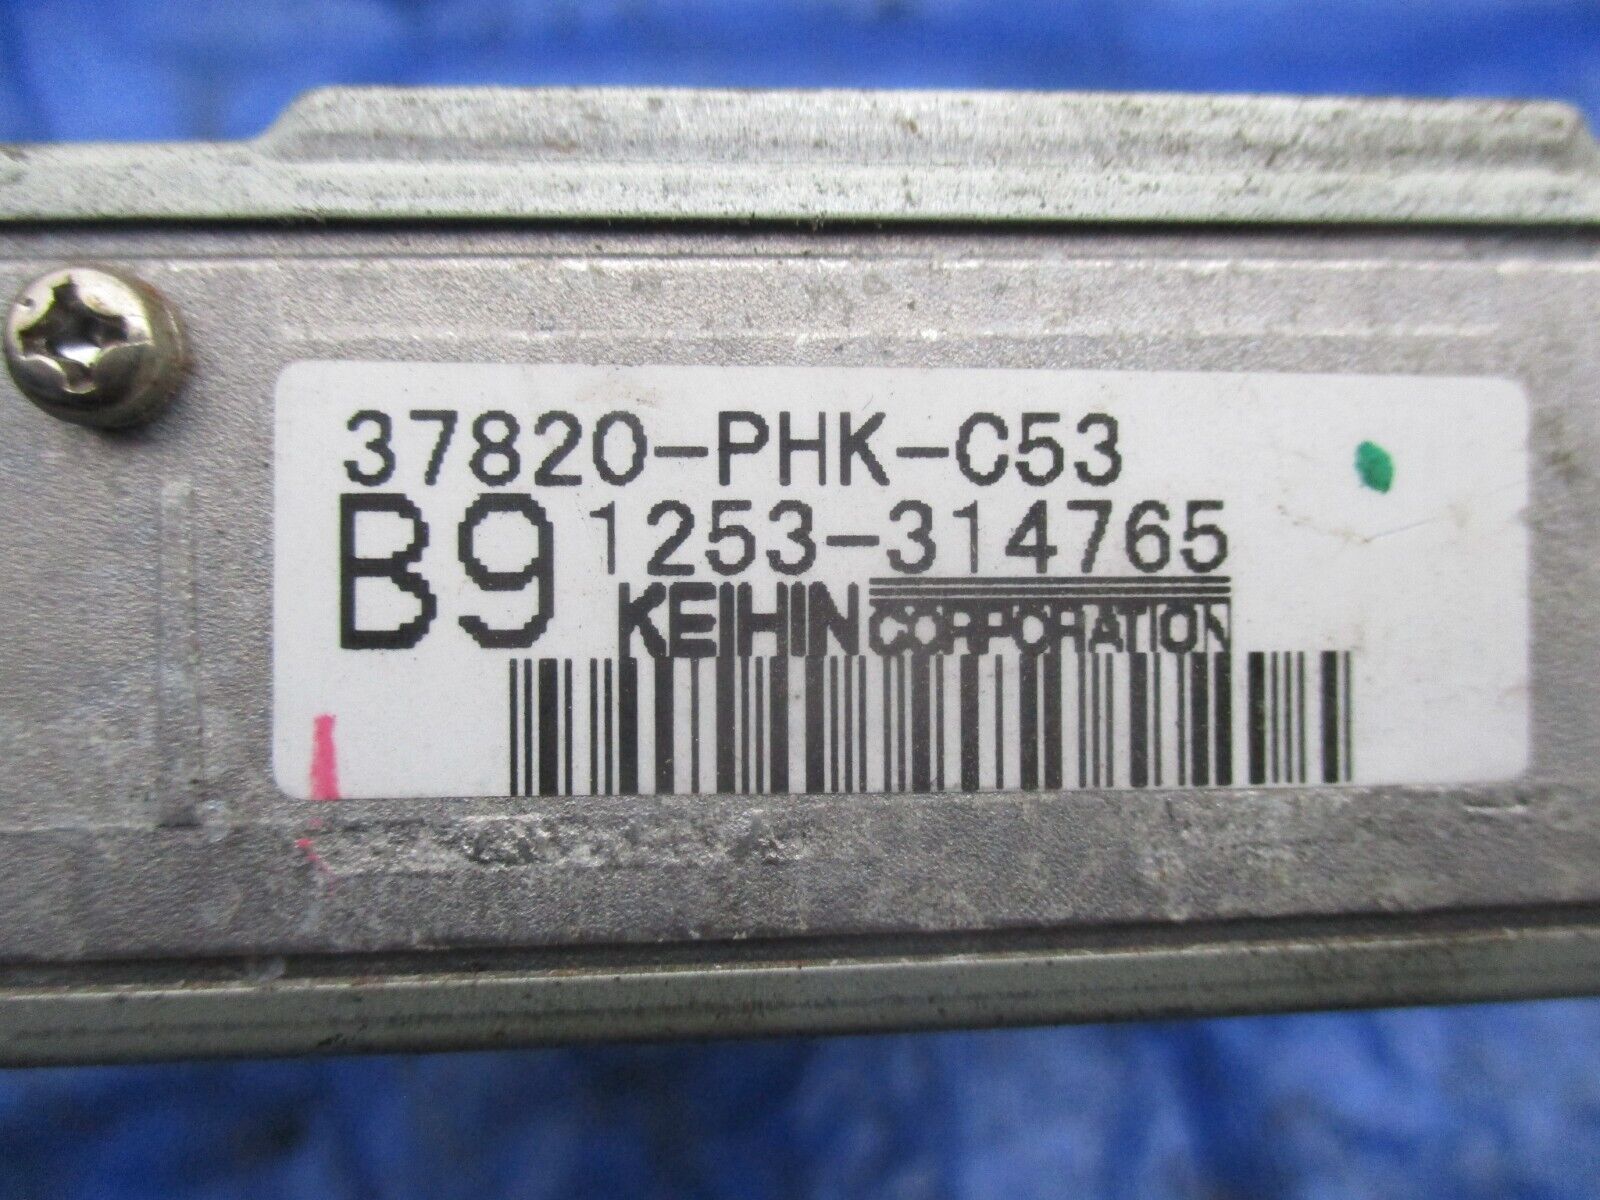 37820-PHK-C53
B9 1253-314765
KEIHIN CORPORATION